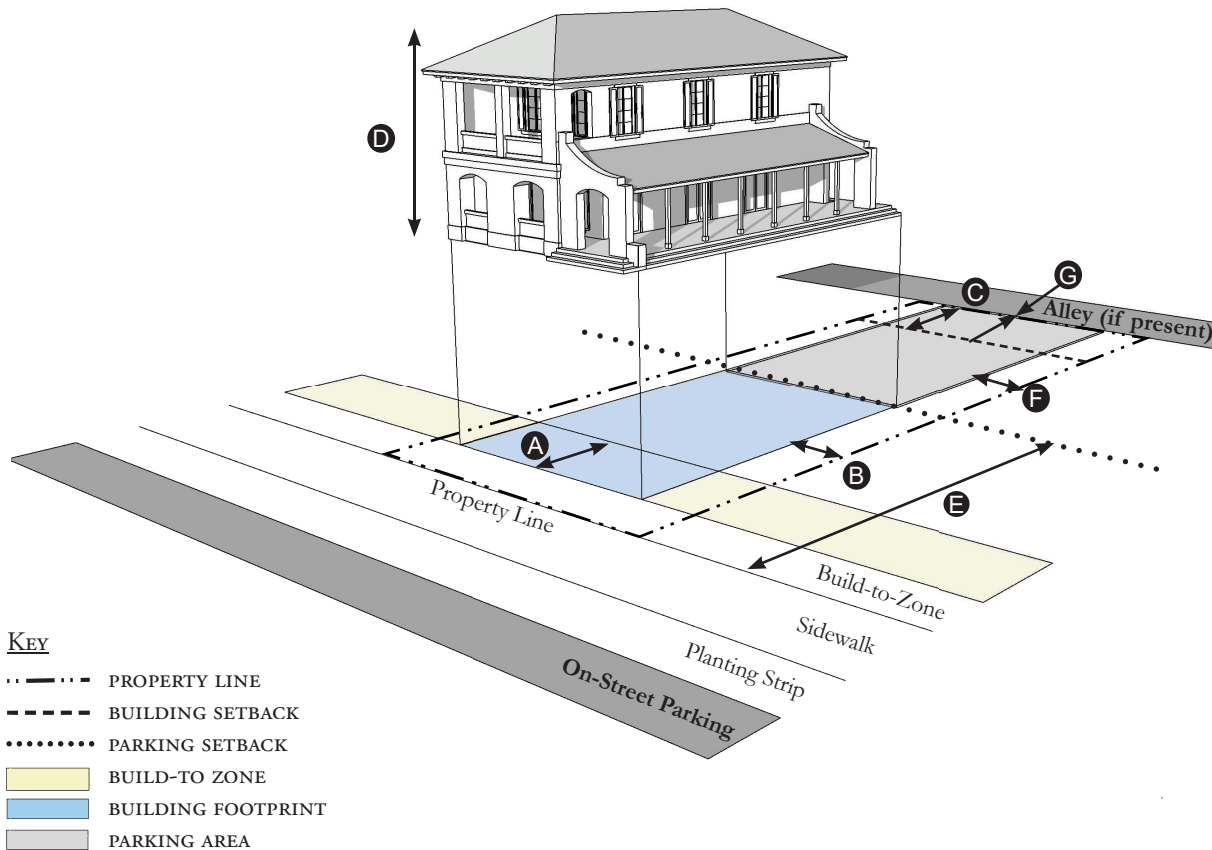 D
G
C
Alley (if present)
F
A
B
Property Line
E
Build-to-Zone
Sidewalk
Planting Strip
On-Street Parking
KEY
PROPERTY LINE
BUILDING SETBACK
PARKING SETBACK
BUILD-TO ZONE
BUILDING FOOTPRINT
PARKING AREA